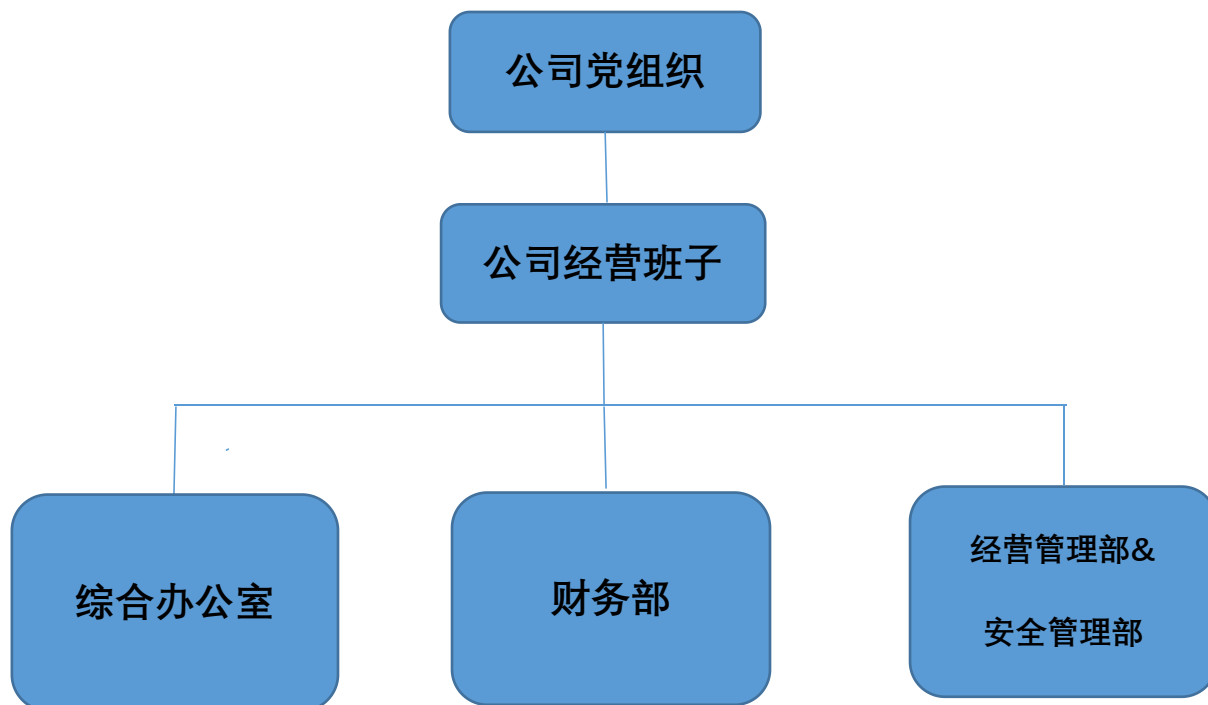 公司党组织
公司经营班子
综合办公室
财务部
经营管理部&
安全管理部